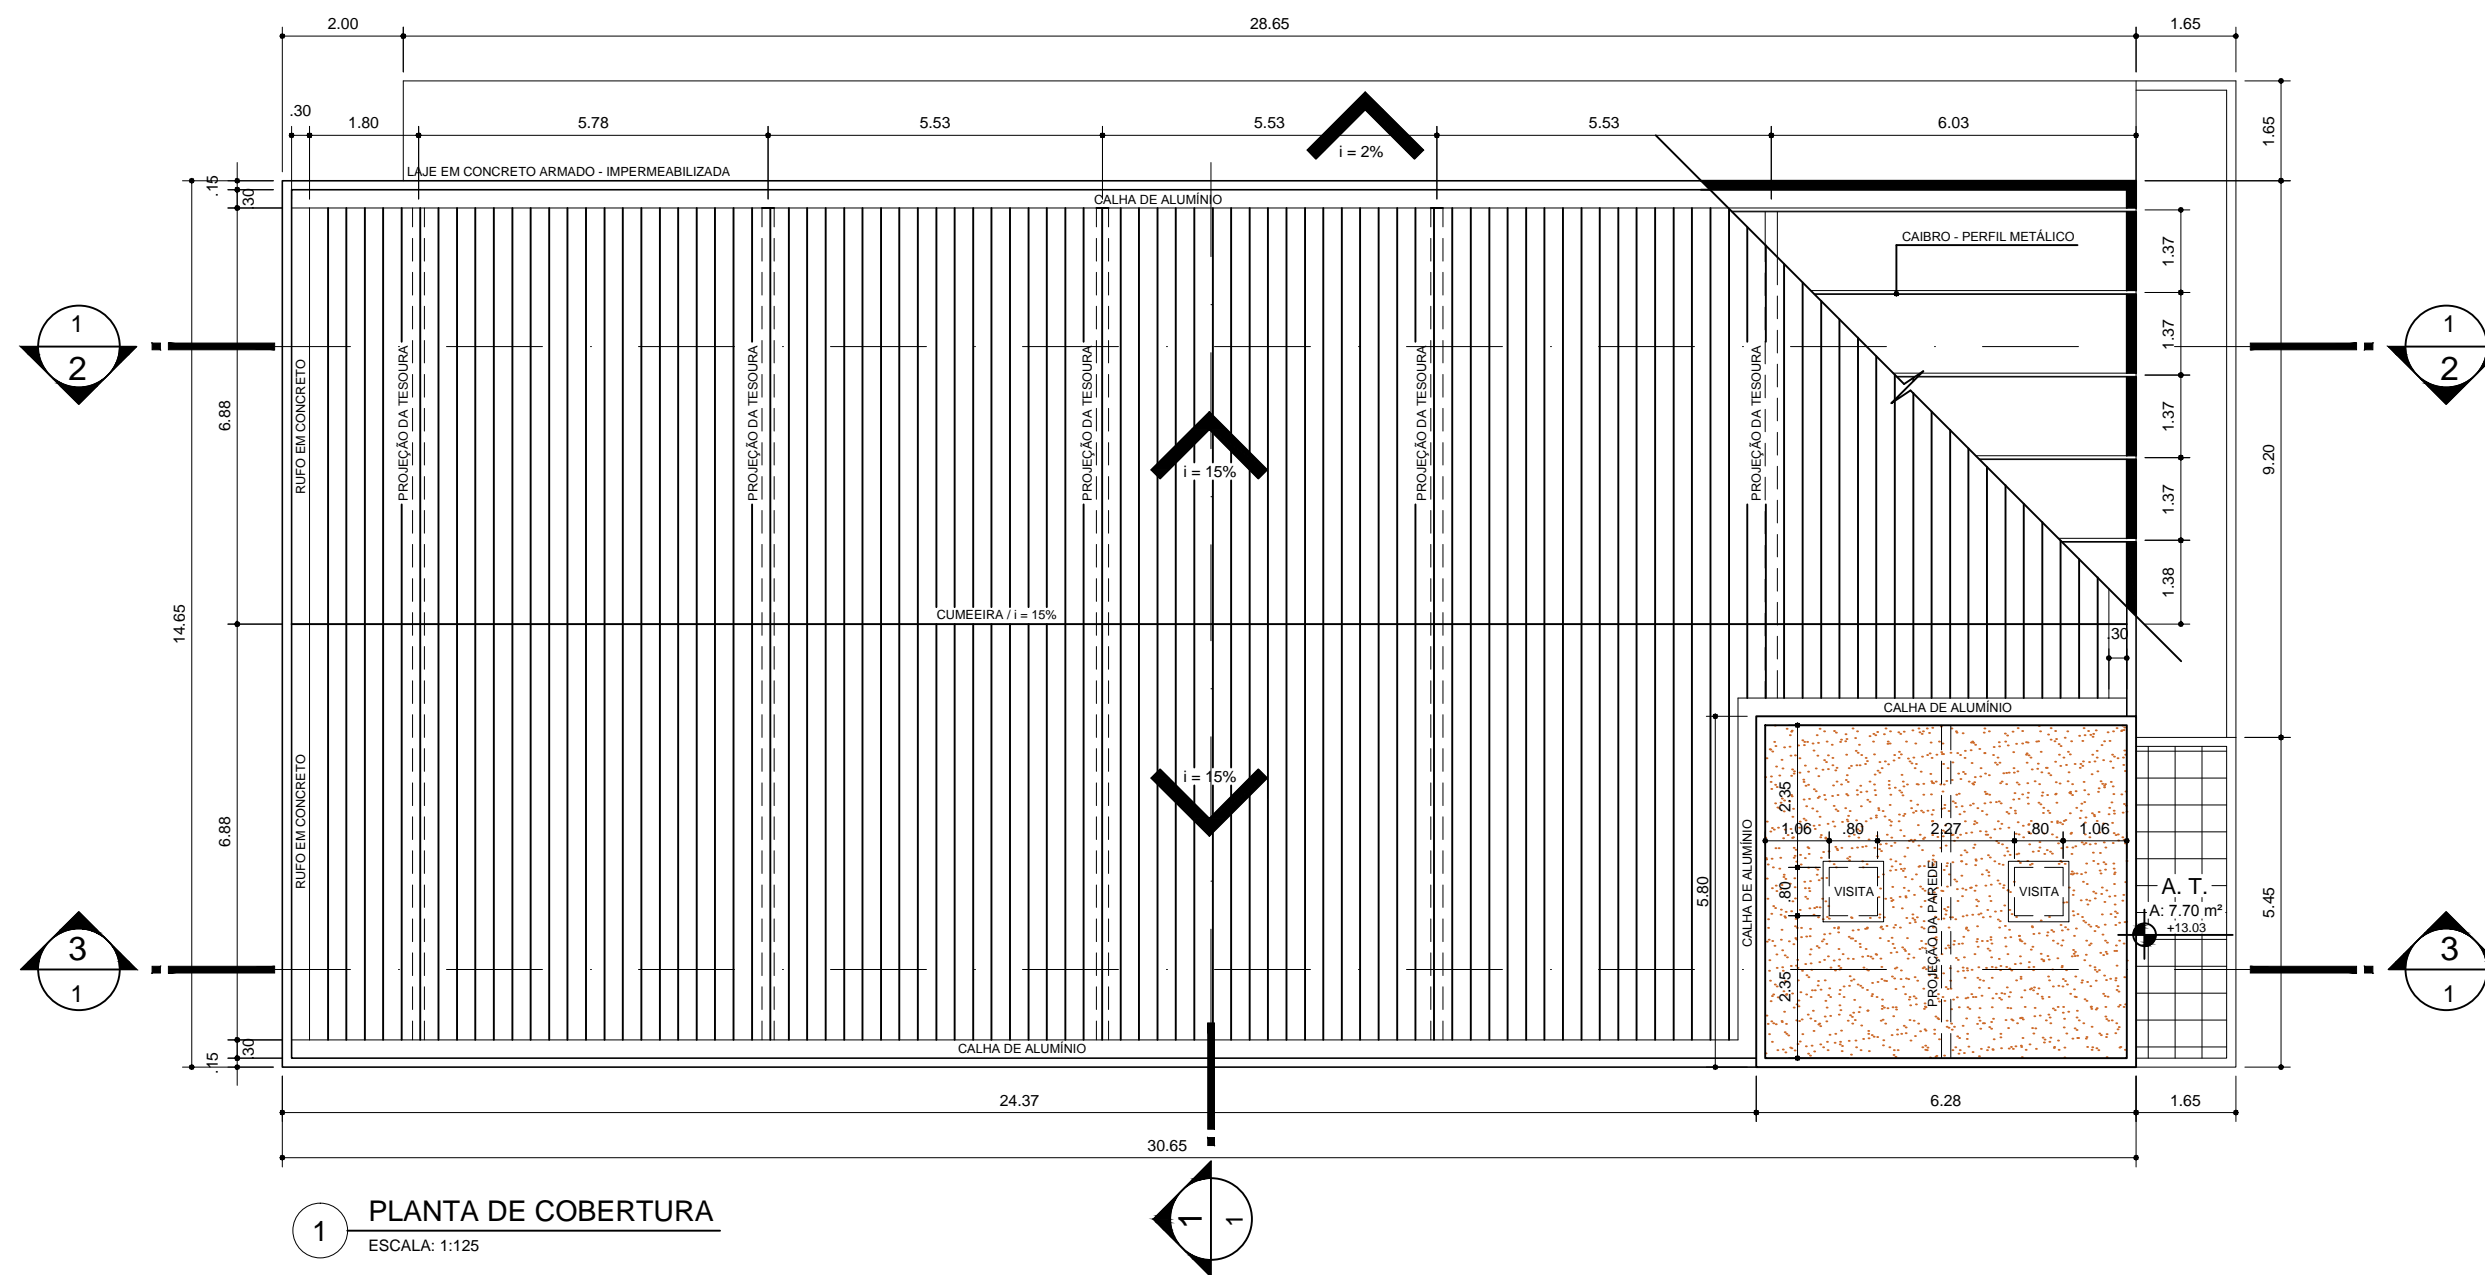 2.00
28.65
1.65
.30
1.80
5.78
5.53
5.53
5.53
6.03
1.65
i = 2%
LAJE EM CONCRETO ARMADO - IMPERMEABILIZADA
.15
.30
CALHA DE ALUMÍNIO
CAIBRO - PERFIL METÁLICO
1.37
1.37
1.37
1.37
1.38
9.20
1
2
1
2
6.88
RUFO EM CONCRETO
PROJEÇÃO DA TESOURA
PROJEÇÃO DA TESOURA
PROJEÇÃO DA TESOURA
PROJEÇÃO DA TESOURA
PROJEÇÃO DA TESOURA
i = 15%
14.65
CUMEEIRA / i = 15%
.30
CALHA DE ALUMÍNIO
i = 15%
6.88
RUFO EM CONCRETO
5.80
CALHA DE ALUMÍNIO
2.35
1.06
.80
2.27
.80
1.06
.80
VISITA
PROJEÇÃO DA PAREDE
VISITA
2.35
A. T.
A: 7.70 m²
+13.03
5.45
3
1
3
1
.30
.15
CALHA DE ALUMÍNIO
24.37
6.28
1.65
30.65
1
PLANTA DE COBERTURA
ESCALA: 1:125
1
1